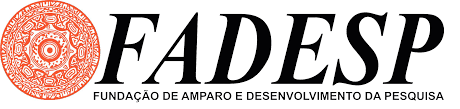 FADESP
FUNDAÇÃO DE AMPARO E DESENVOLVIMENTO DA PESQUISA